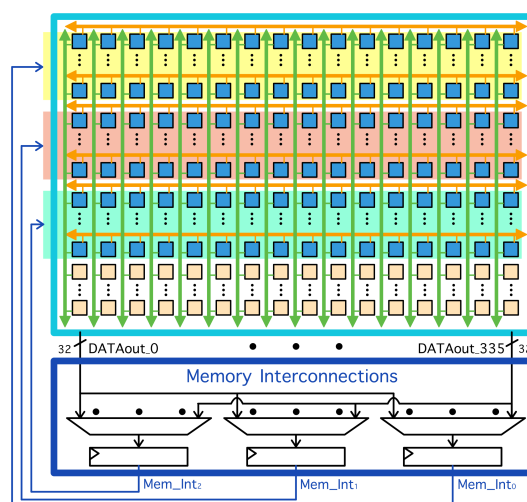 32 DATAout_0 DATAout_335 32
Memory Interconnections
Mem_Int₂ Mem_Int₁ Mem_Int₀